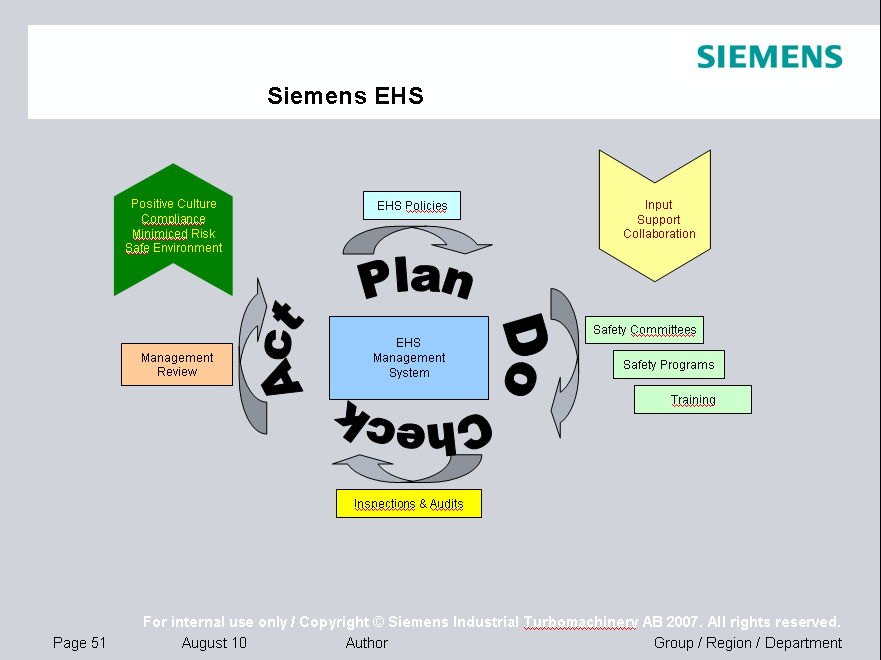 SIEMENS
Siemens EHS
Positive Culture
Compliance
Minimiced Risk
Safe Environment
EHS Policies
Input
Support
Collaboration
Plan
Act
Do
Check
EHS
Management
System
Safety Committees
Safety Programs
Training
Management
Review
Inspections & Audits
For internal use only / Copyright © Siemens Industrial Turbomachinery AB 2007. All rights reserved.
Page 51
August 10
Author
Group / Region / Department